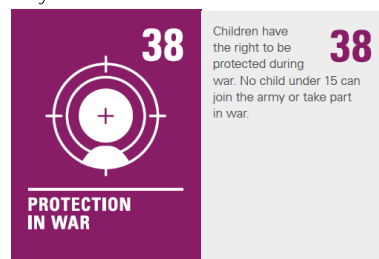 38
PROTECTION
IN WAR
Children have
the right to be
protected during
war. No child under 15 can
join the army or take part
in war.
38